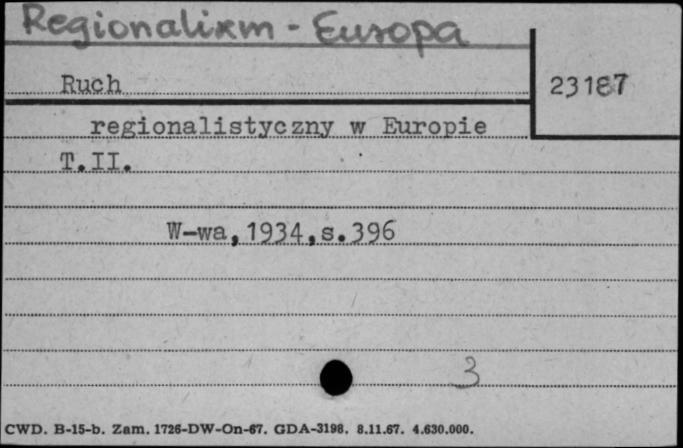 Regionalizm - Europa
Ruch
23187
regionalistyczny w Europie
T.II.
W-wa,1934,s.396
3
CWD. B-15-b. Zam. 1726-DW-On-67. GDA-3198. 8.11.67. 4.630.000.